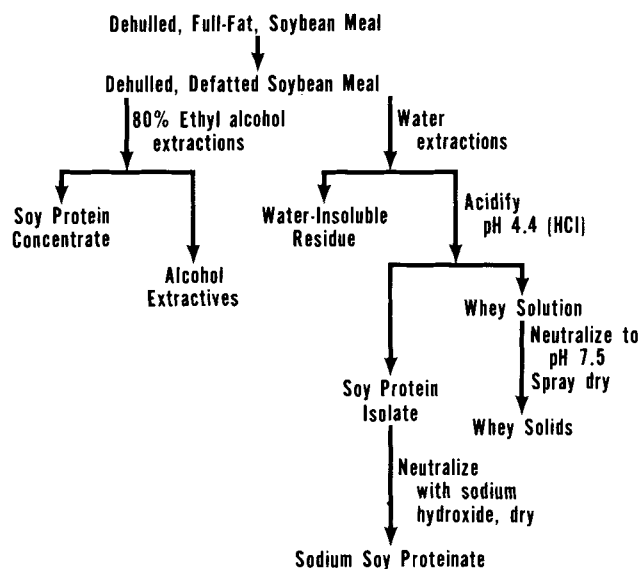 Dehulled, Full-Fat, Soybean Meal
Dehulled, Defatted Soybean Meal
80% Ethyl alcohol
extractions
Water
extractions
Soy Protein
Concentrate
Alcohol
Extractives
Water-Insoluble
Residue
Acidify
pH 4.4 (HCl)
Whey Solution
Neutralize to
pH 7.5
Spray dry
Whey Solids
Soy Protein
Isolate
Neutralize
with sodium
hydroxide, dry
Sodium Soy Proteinate